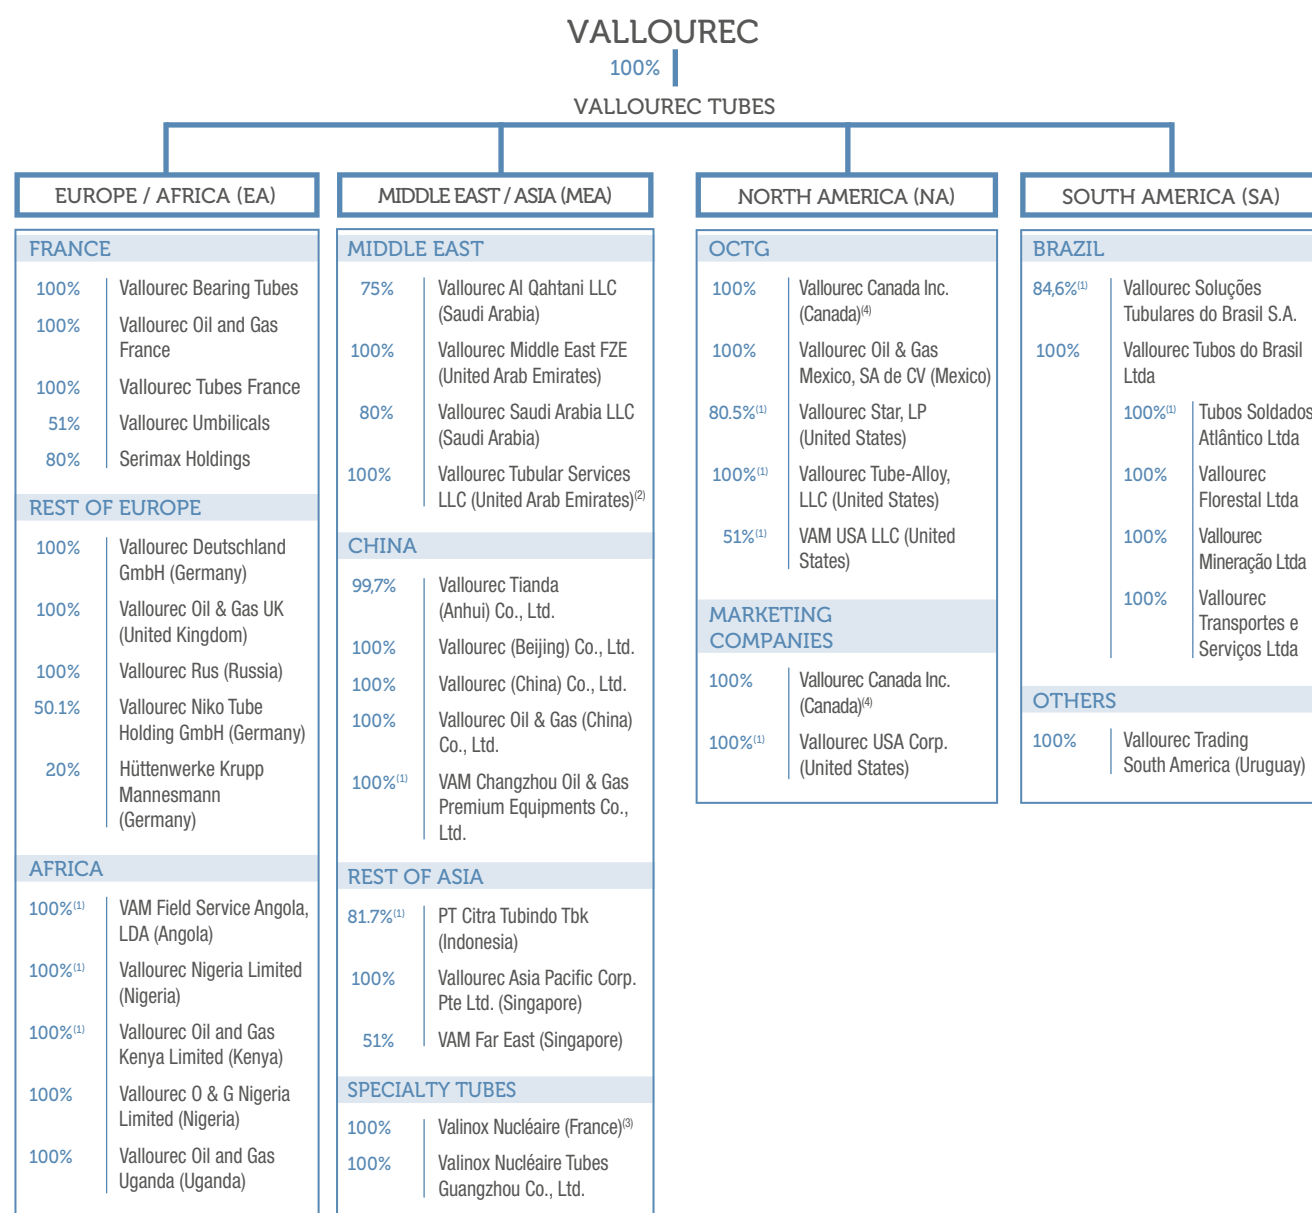 VALLOUREC
100%
VALLOUREC TUBES
EUROPE / AFRICA (EA)
FRANCE
100% Vallourec Bearing Tubes
100% Vallourec Oil and Gas
France
100% Vallourec Tubes France
51% Vallourec Umbilicals
80% Serimax Holdings
REST OF EUROPE
100% Vallourec Deutschland
GmbH (Germany)
100% Vallourec Oil & Gas UK
(United Kingdom)
100% Vallourec Rus (Russia)
50.1% Vallourec Niko Tube
Holding GmbH (Germany)
20% Hüttenwerke Krupp
Mannesmann
(Germany)
AFRICA
100%(1) VAM Field Service Angola,
LDA (Angola)
100%(1) Vallourec Nigeria Limited
(Nigeria)
100%(1) Vallourec Oil and Gas
Kenya Limited (Kenya)
100% Vallourec O & G Nigeria
Limited (Nigeria)
100% Vallourec Oil and Gas
Uganda (Uganda)
MIDDLE EAST / ASIA (MEA)
MIDDLE EAST
75% Vallourec Al Qahtani LLC
(Saudi Arabia)
100% Vallourec Middle East FZE
(United Arab Emirates)
80% Vallourec Saudi Arabia LLC
(Saudi Arabia)
100% Vallourec Tubular Services
LLC (United Arab Emirates)(2)
CHINA
99,7% Vallourec Tianda
(Anhui) Co., Ltd.
100% Vallourec (Beijing) Co., Ltd.
100% Vallourec (China) Co., Ltd.
100% Vallourec Oil & Gas (China)
Co., Ltd.
100%(1) VAM Changzhou Oil & Gas
Premium Equipments Co.,
Ltd.
REST OF ASIA
81.7%(1) PT Citra Tubindo Tbk
(Indonesia)
100% Vallourec Asia Pacific Corp.
Pte Ltd. (Singapore)
51% VAM Far East (Singapore)
SPECIALTY TUBES
100% Valinox Nucléaire (France)(3)
100% Valinox Nucléaire Tubes
Guangzhou Co., Ltd.
NORTH AMERICA (NA)
OCTG
100% Vallourec Canada Inc.
(Canada)(4)
100% Vallourec Oil & Gas
Mexico, SA de CV (Mexico)
80.5%(1) Vallourec Star, LP
(United States)
100%(1) Vallourec Tube-Alloy,
LLC (United States)
51%(1) VAM USA LLC (United
States)
MARKETING
COMPANIES
100% Vallourec Canada Inc.
(Canada)(4)
100%(1) Vallourec USA Corp.
(United States)
SOUTH AMERICA (SA)
BRAZIL
84,6%(1) Vallourec Soluções
Tubulares do Brasil S.A.
100% Vallourec Tubos do Brasil
Ltda
100%(1) Tubos Soldados
Atlântico Ltda
100% Vallourec
Florestal Ltda
100% Vallourec
Mineração Ltda
100% Vallourec
Transportes e
Serviços Ltda
OTHERS
100% Vallourec Trading
South America (Uruguay)